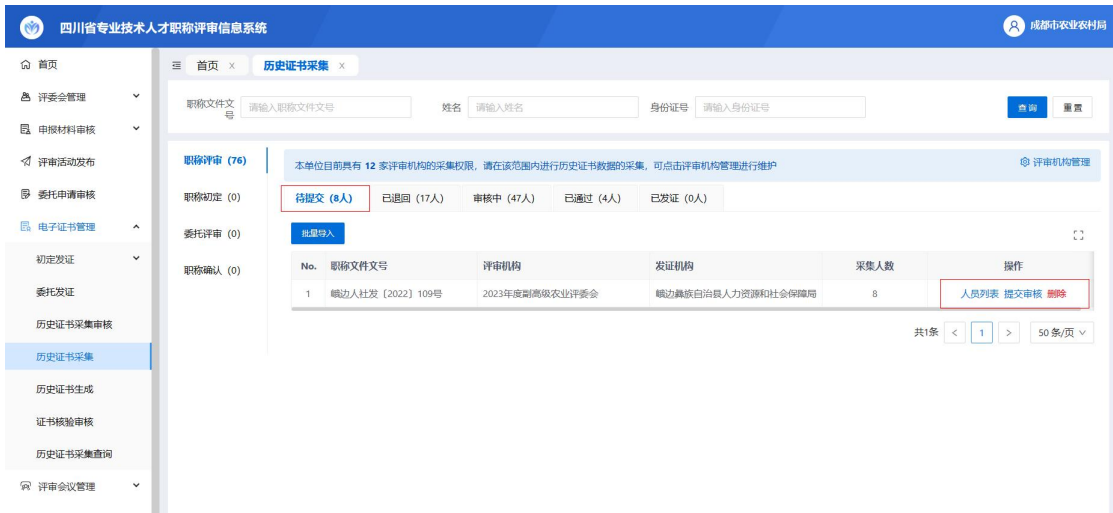 四川省专业技术人才职称评审信息系统
成都市农业农村局
首页
评委会管理
申报材料审核
评审活动发布
委托申请审核
电子证书管理
初定发证
委托发证
历史证书采集审核
历史证书采集
历史证书生成
证书核验审核
历史证书采集查询
评审会议管理
首页 ×
历史证书采集 ×
职称文件文号 请输入职称文件文号
姓名 请输入姓名
身份证号 请输入身份证号
查询
重置
职称评审 (76)
职称初定 (0)
委托评审 (0)
职称确认 (0)
本单位目前具有 12 家评审机构的采集权限，请在该范围内进行历史证书数据的采集，可点击评审机构管理进行维护
评审机构管理
待提交 (8人) 已退回 (17人) 审核中 (47人) 已通过 (4人) 已发证 (0人)
批量导入
No. 职称文件文号 评审机构 发证机构 采集人数 操作
1 峨边人社发〔2022〕109号 2023年度副高级农业评委会 峨边彝族自治县人力资源和社会保障局 8 人员列表 提交审核 删除
共1条 < 1 > 50 条/页